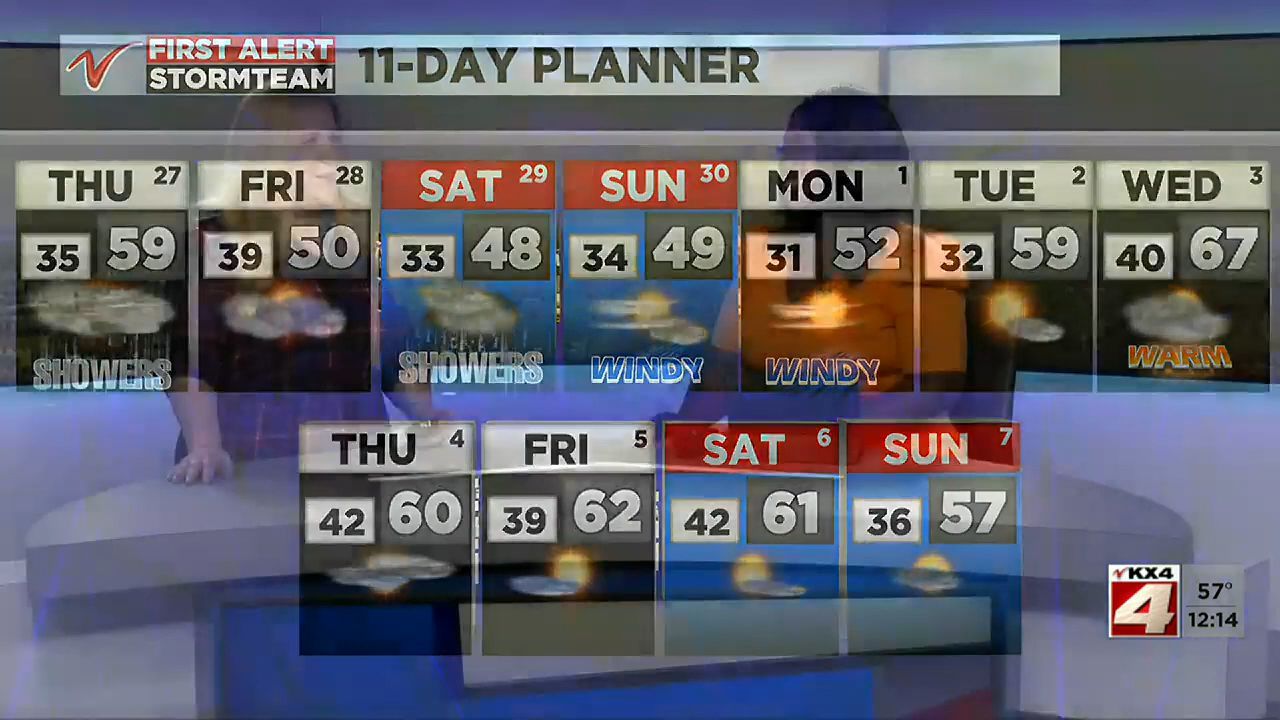 FIRST ALERT
STORMTEAM
11-DAY PLANNER
THU 27
FRI 28
SAT 29
SUN 30
MON 1
TUE 2
WED 3
35 59
39 50
33 48
34 49
31 52
32 59
40 67
SHOWERS
SHOWERS
WINDY
WINDY
WARM
THU 4
FRI 5
SAT 6
SUN 7
42 60
39 62
42 61
36 57
KX4
4
57°
12:14